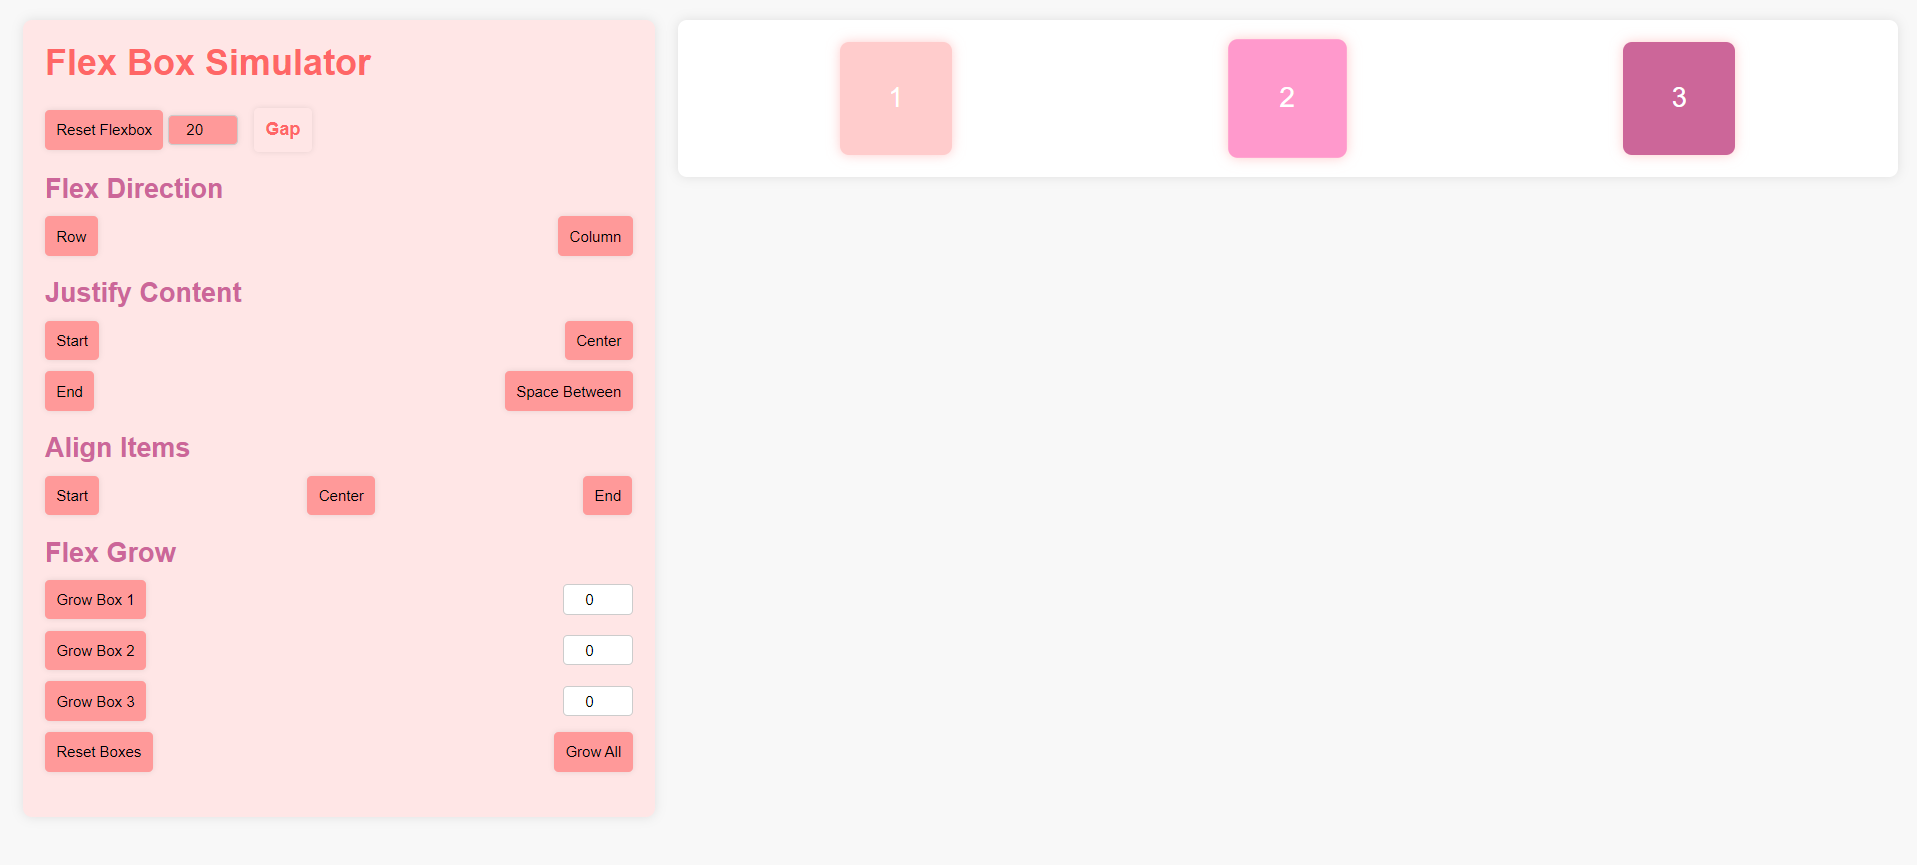 Flex Box Simulator
Reset Flexbox 20 Gap
Flex Direction
Row Column
Justify Content
Start Center
End Space Between
Align Items
Start Center End
Flex Grow
Grow Box 1 0
Grow Box 2 0
Grow Box 3 0
Reset Boxes Grow All
1 2 3